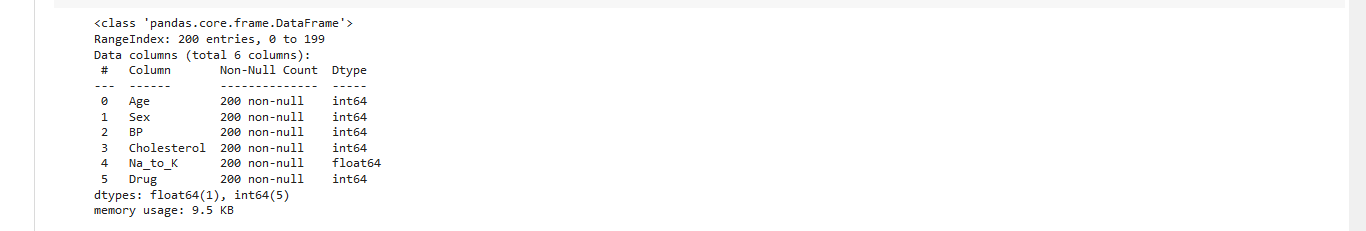 <class 'pandas.core.frame.DataFrame'>
RangeIndex: 200 entries, 0 to 199
Data columns (total 6 columns):
 #   Column       Non-Null Count  Dtype
---  ------       --------------  -----
 0   Age          200 non-null    int64
 1   Sex          200 non-null    int64
 2   BP           200 non-null    int64
 3   Cholesterol  200 non-null    int64
 4   Na_to_K      200 non-null    float64
 5   Drug         200 non-null    int64
dtypes: float64(1), int64(5)
memory usage: 9.5 KB